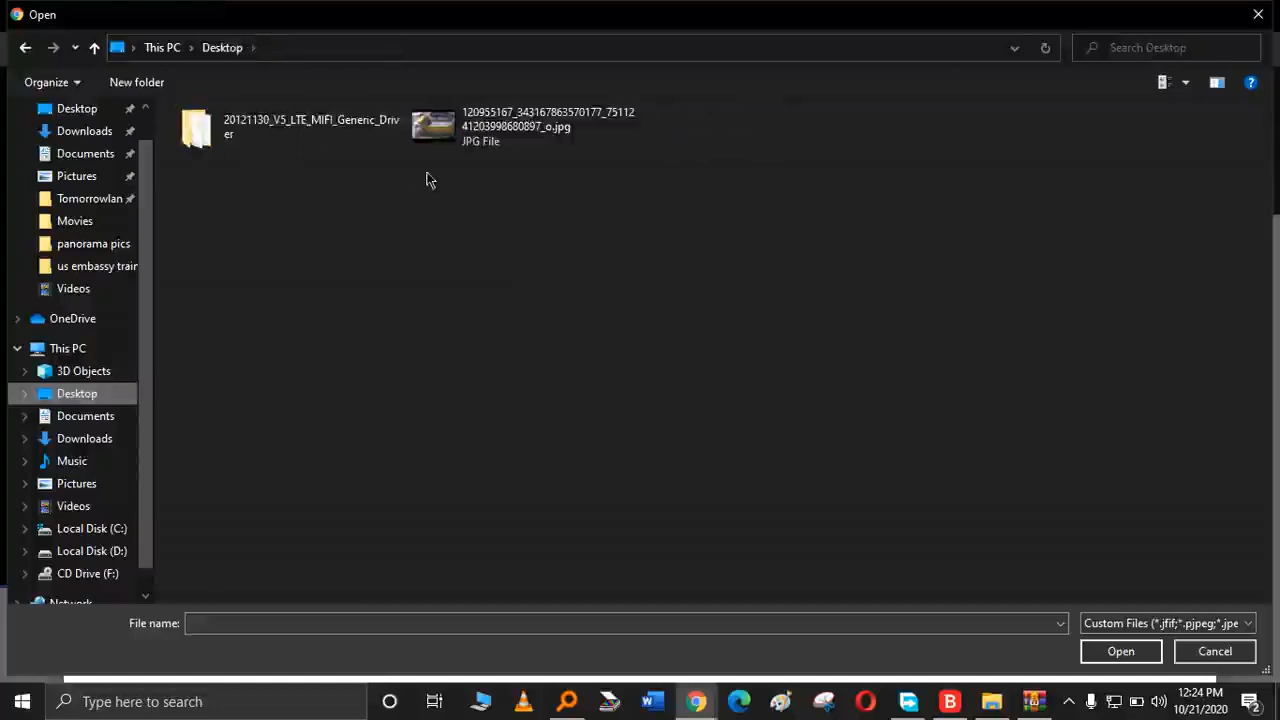 Open
This PC
Desktop
Search Desktop
Organize
New folder
Desktop
Downloads
Documents
Pictures
Tomorrowlan
Movies
panorama pics
us embassy train
Videos
OneDrive
This PC
3D Objects
Desktop
Documents
Downloads
Music
Pictures
Videos
Local Disk (C:)
Local Disk (D:)
CD Drive (F:)
Network
20121130_V5_LTE_MIFI_Generic_Driv
er
120955167_343167863570177_75112
41203998680897_o.jpg
JPG File
File name:
Custom Files (*.jfif;*.pjpeg;*.jpe
Open
Cancel
Type here to search
12:24 PM
10/21/2020
2